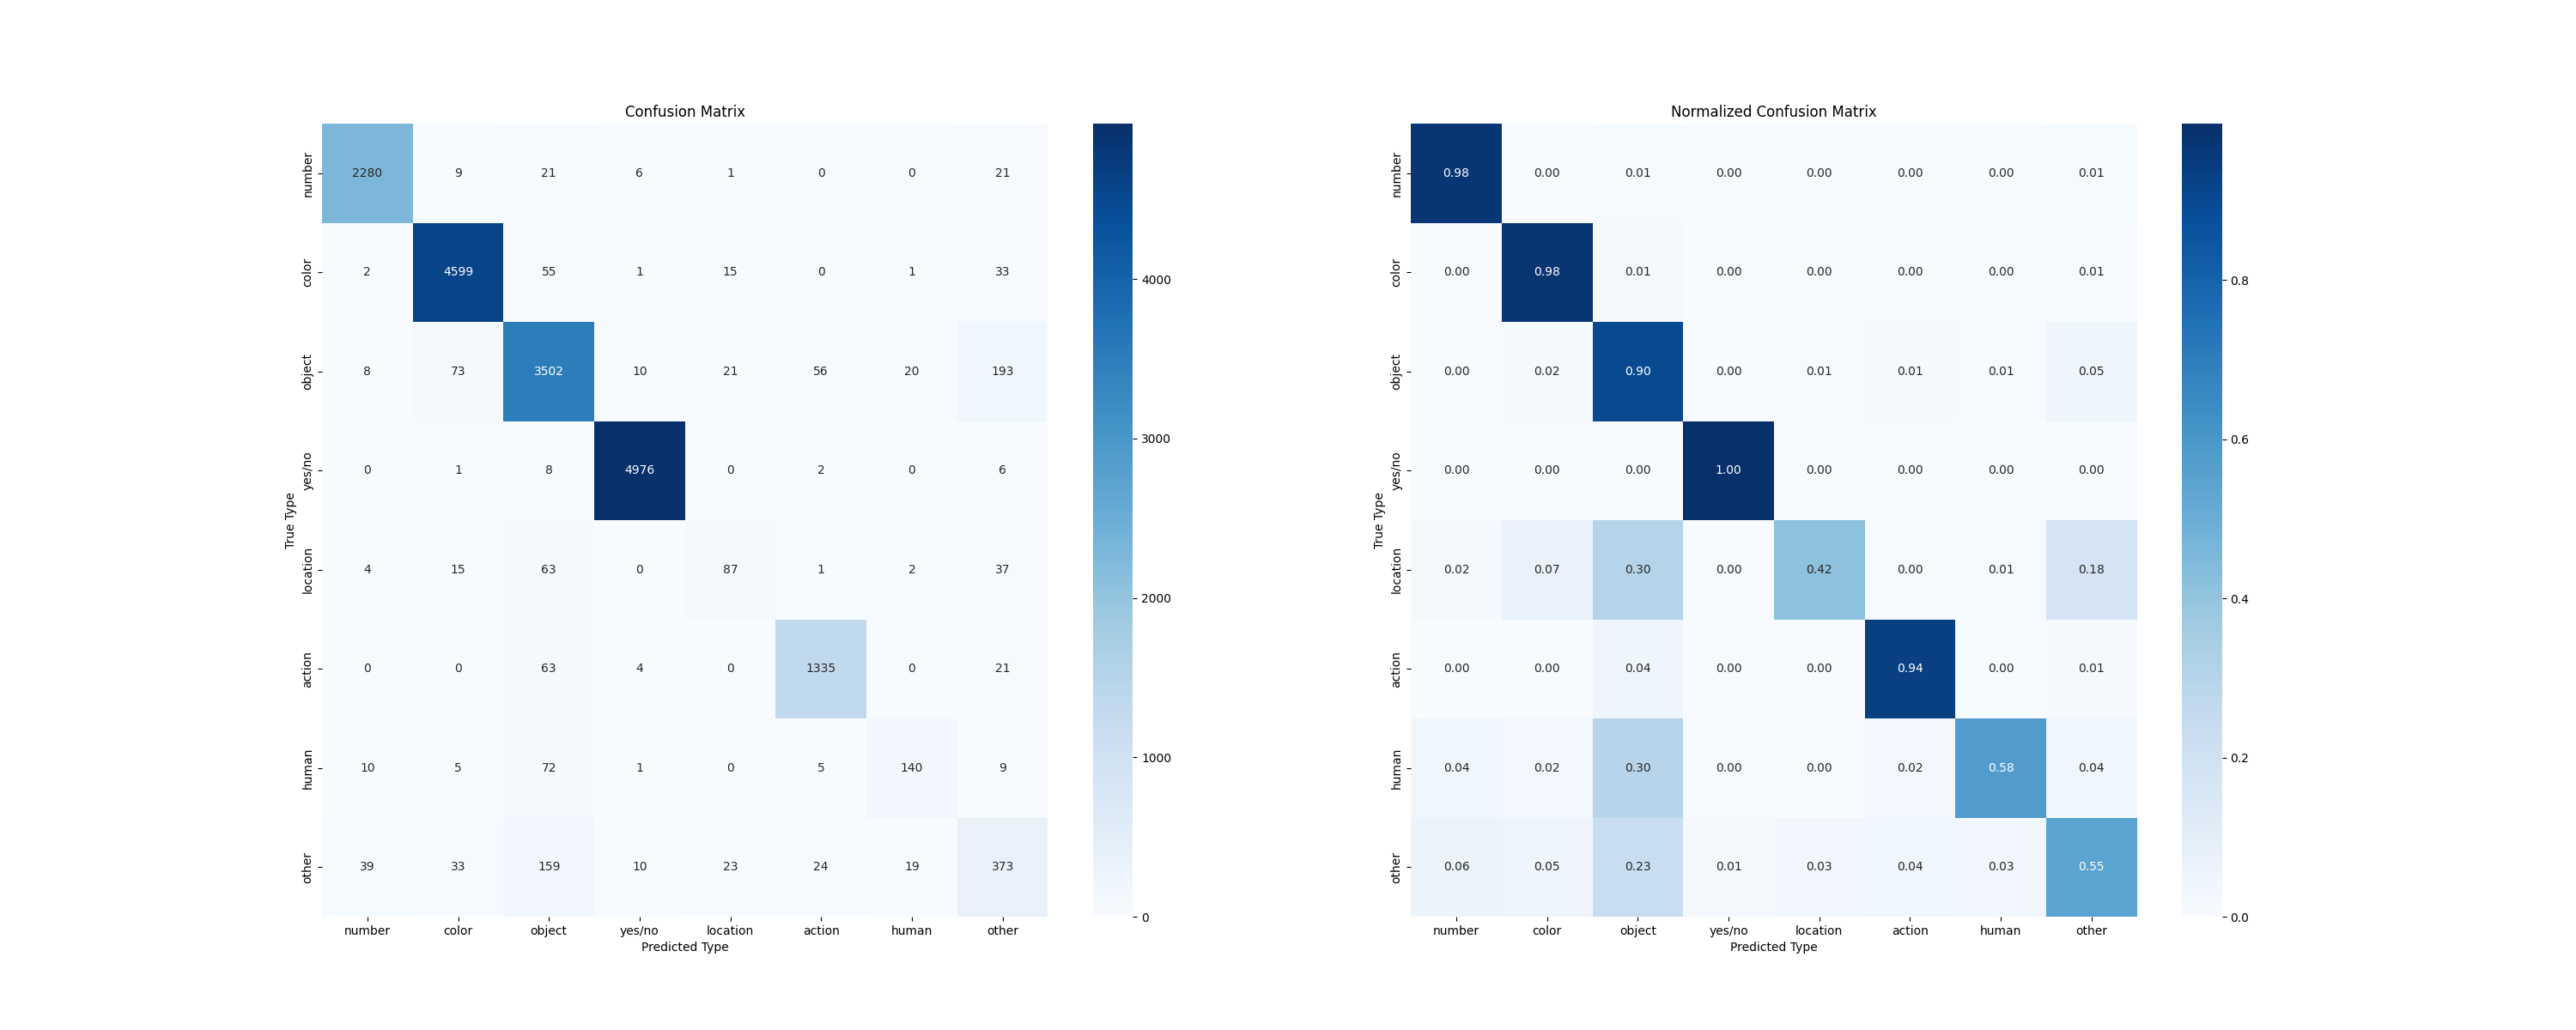 Confusion Matrix
number 2280 9 21 6 1 0 0 21
color 2 4599 55 1 15 0 1 33
object 8 73 3502 10 21 56 20 193
yes/no 0 1 8 4976 0 2 0 6
location 4 15 63 0 87 1 2 37
action 0 0 63 4 0 1335 0 21
human 10 5 72 1 0 5 140 9
other 39 33 159 10 23 24 19 373
True Type
number color object yes/no location action human other
Predicted Type
4000
3000
2000
1000
0
Normalized Confusion Matrix
number 0.98 0.00 0.01 0.00 0.00 0.00 0.00 0.01
color 0.00 0.98 0.01 0.00 0.00 0.00 0.00 0.01
object 0.00 0.02 0.90 0.00 0.01 0.01 0.01 0.05
yes/no 0.00 0.00 0.00 1.00 0.00 0.00 0.00 0.00
location 0.02 0.07 0.30 0.00 0.42 0.00 0.01 0.18
action 0.00 0.00 0.04 0.00 0.00 0.94 0.00 0.01
human 0.04 0.02 0.30 0.00 0.00 0.02 0.58 0.04
other 0.06 0.05 0.23 0.01 0.03 0.04 0.03 0.55
True Type
number color object yes/no location action human other
Predicted Type
0.8
0.6
0.4
0.2
0.0